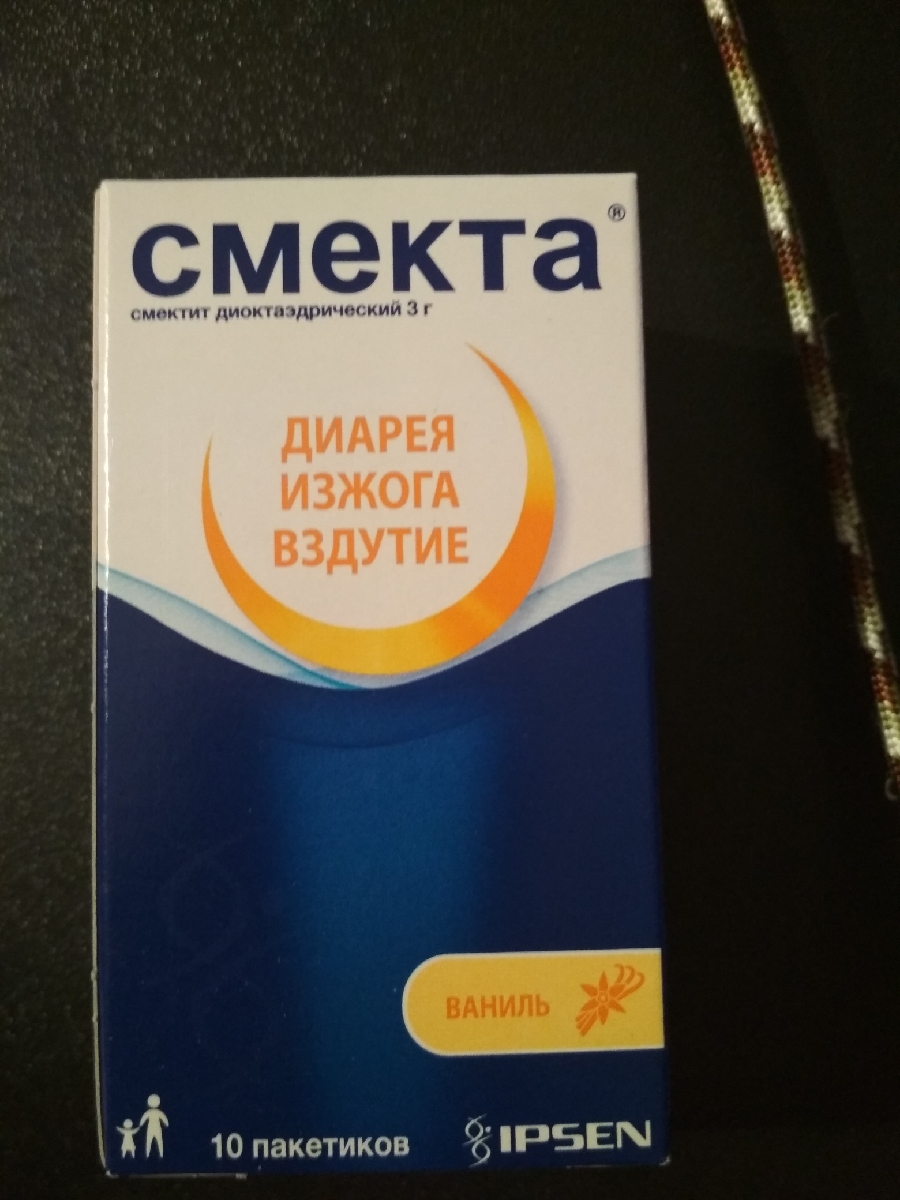 смекта®
смектит диоктаэдрический 3 г
ДИАРЕЯ
ИЗЖОГА
ВЗДУТИЕ
ВАНИЛЬ
10 пакетиков
IPSEN